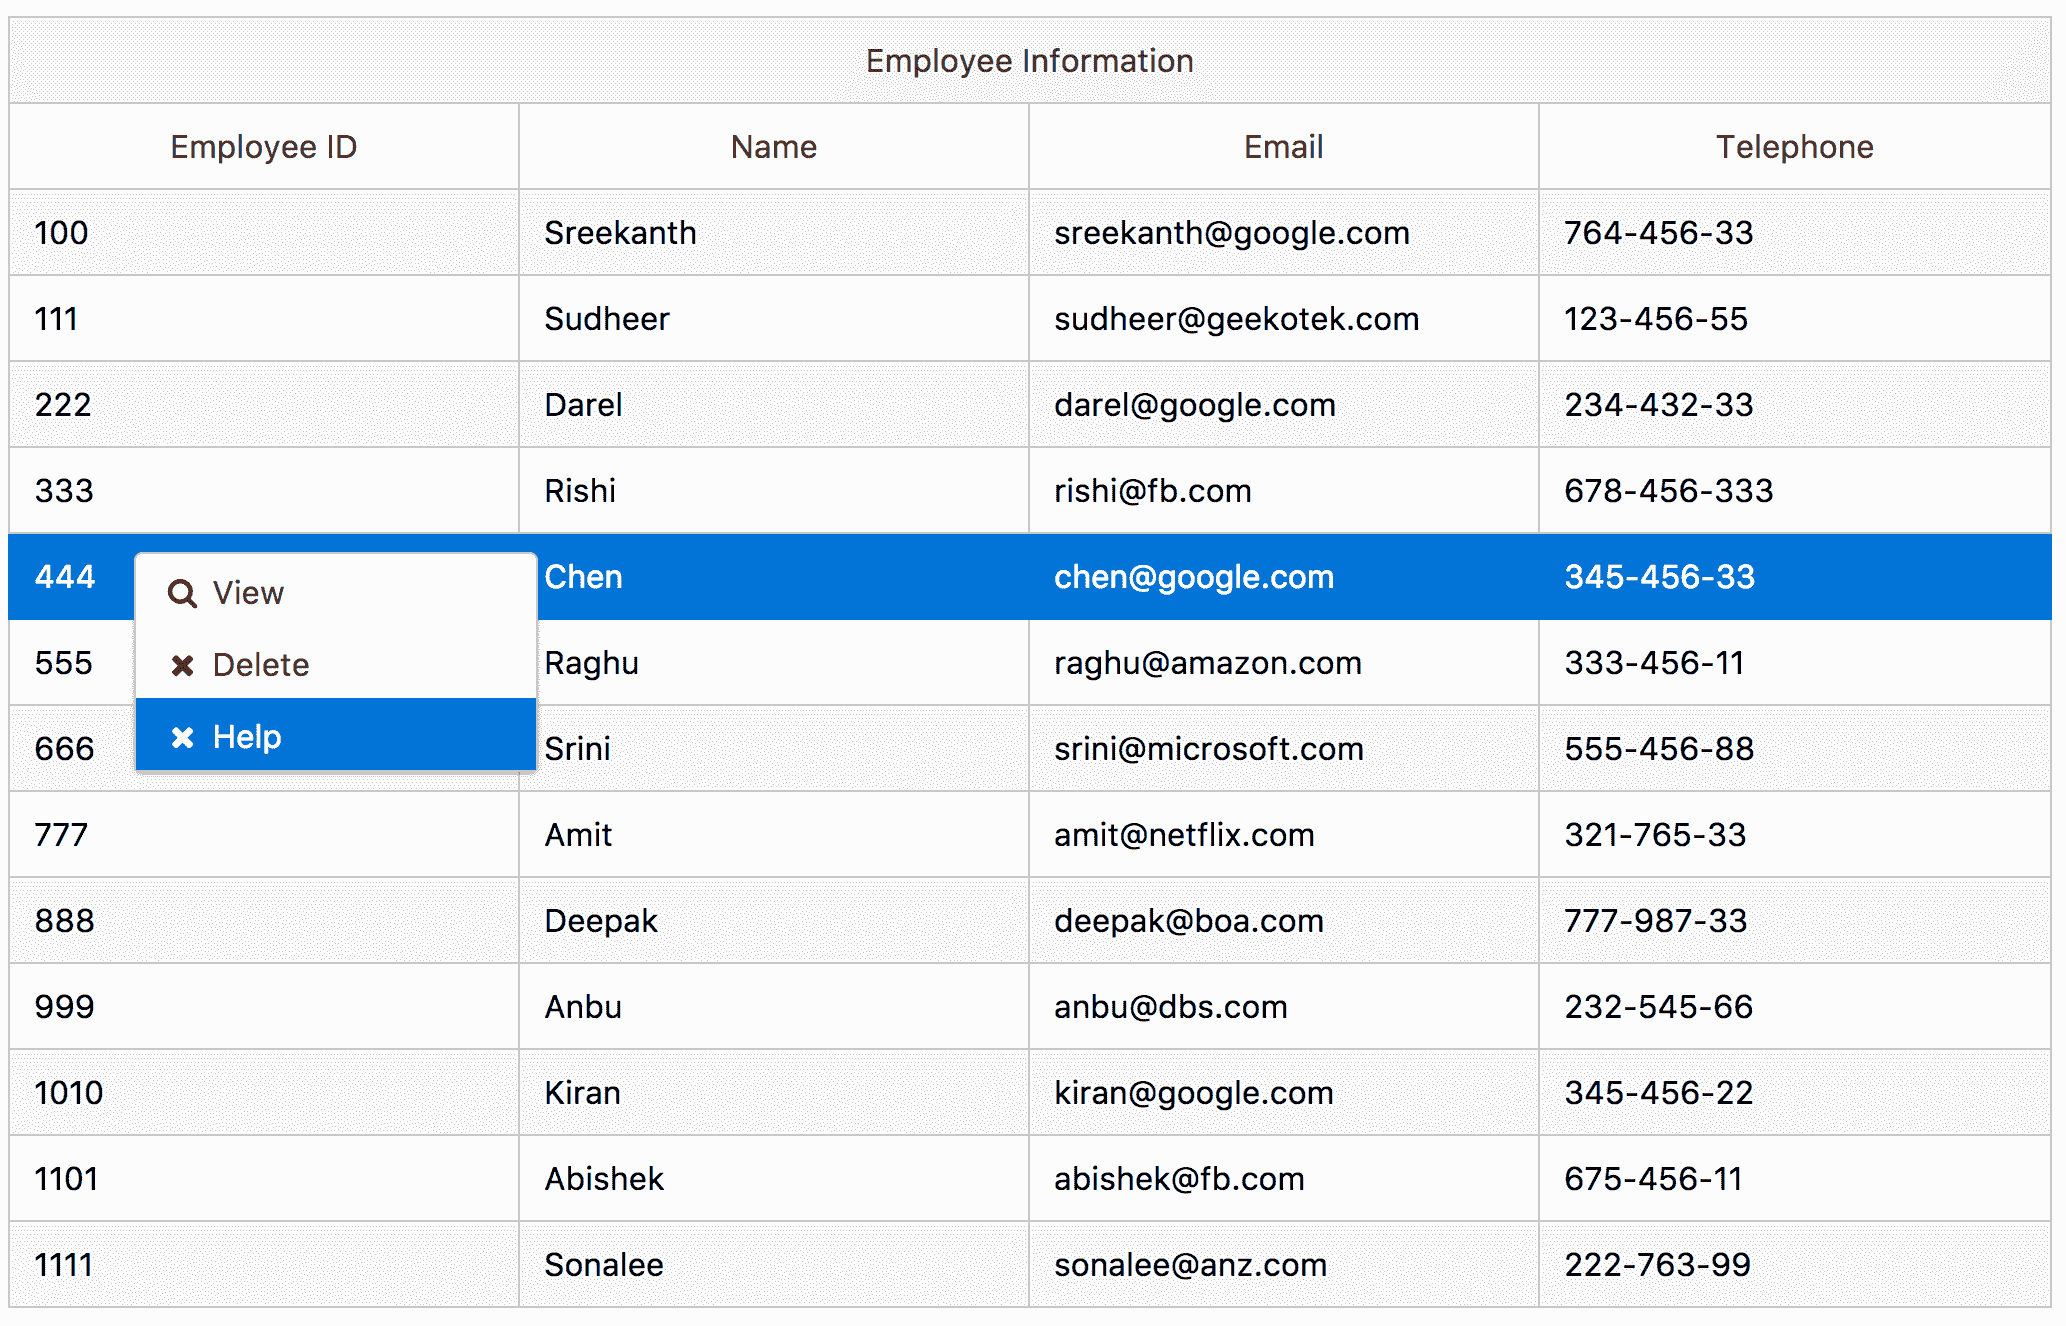 Employee Information
Employee ID Name Email Telephone
100 Sreekanth sreekanth@google.com 764-456-33
111 Sudheer sudheer@geekotek.com 123-456-55
222 Darel darel@google.com 234-432-33
333 Rishi rishi@fb.com 678-456-333
444 Chen chen@google.com 345-456-33
View
555 Raghu raghu@amazon.com 333-456-11
Delete
666 Srini srini@microsoft.com 555-456-88
Help
777 Amit amit@netflix.com 321-765-33
888 Deepak deepak@boa.com 777-987-33
999 Anbu anbu@dbs.com 232-545-66
1010 Kiran kiran@google.com 345-456-22
1101 Abishek abishek@fb.com 675-456-11
1111 Sonalee sonalee@anz.com 222-763-99